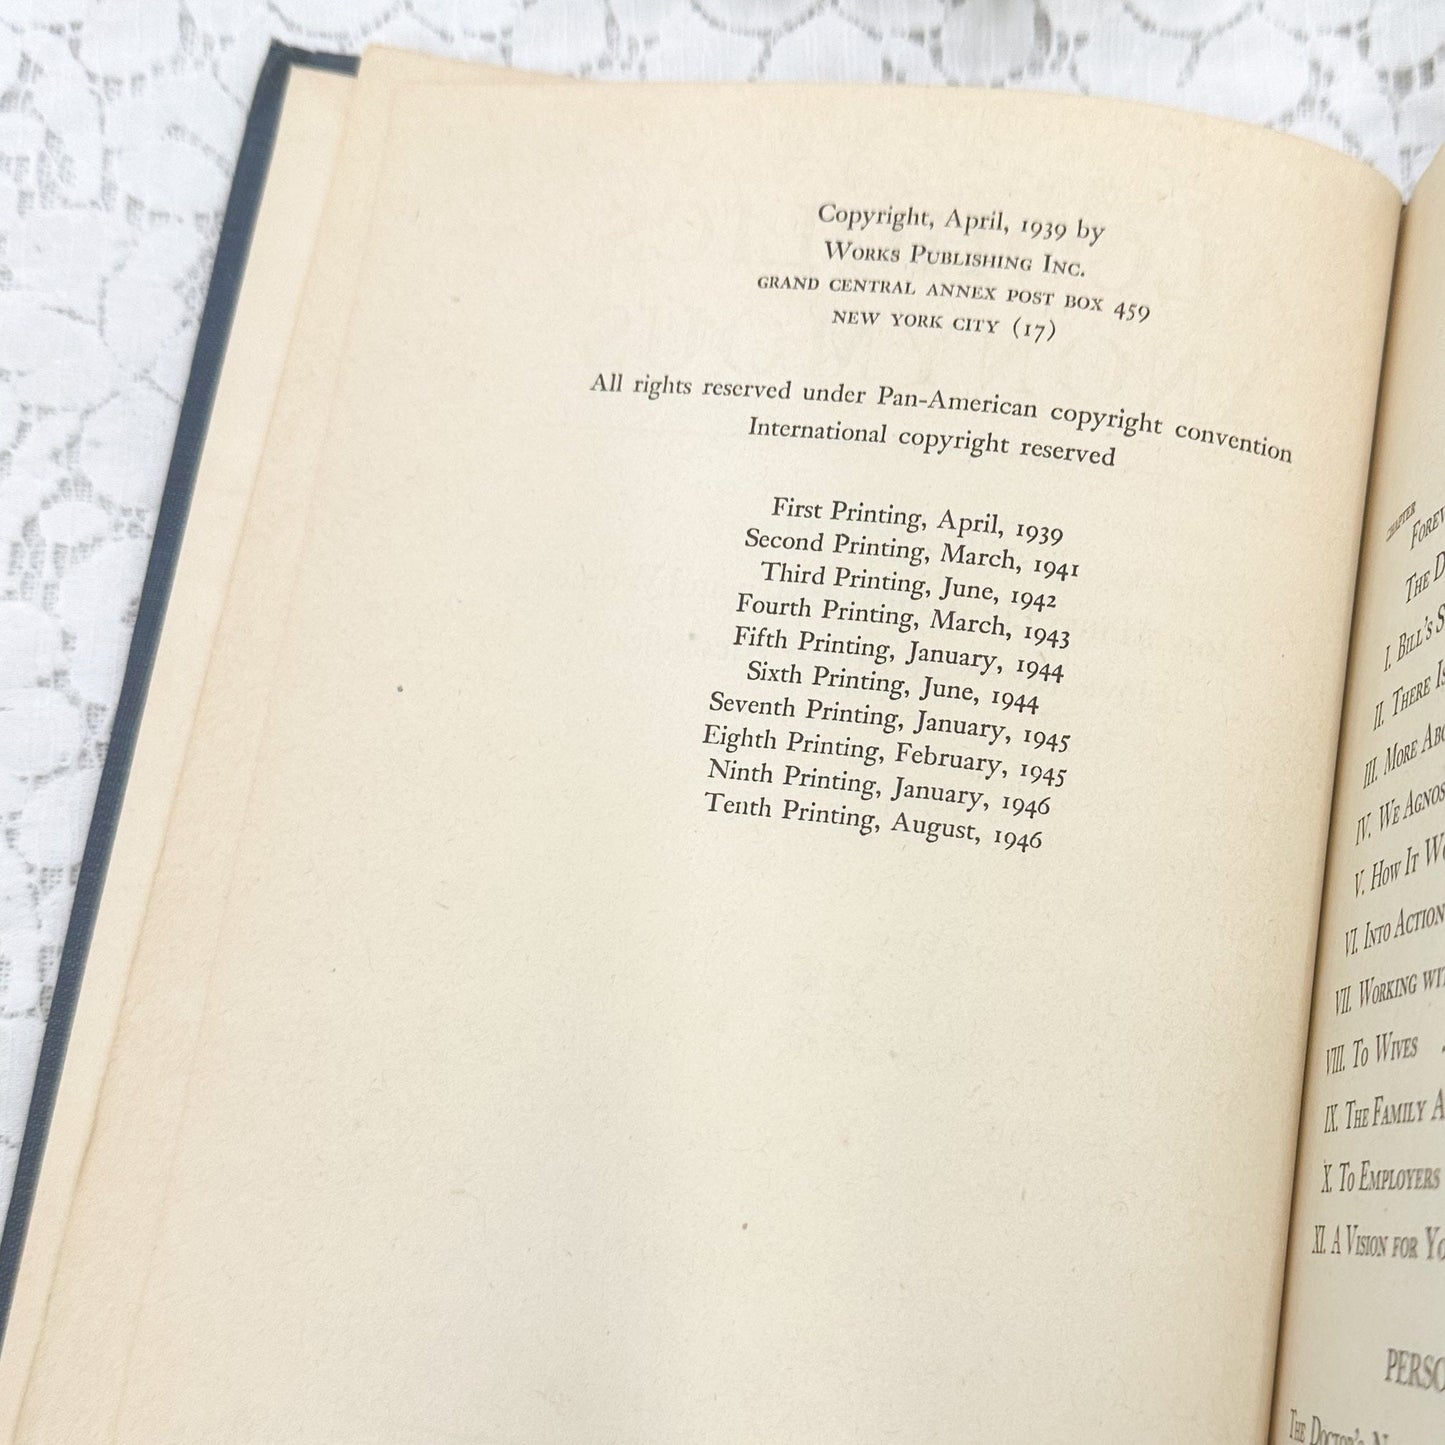 Copyright, April, 1939 by
Works Publishing Inc.
GRAND CENTRAL ANNEX POST BOX 459
NEW YORK CITY (17)
All rights reserved under Pan-American copyright convention
International copyright reserved
First Printing, April, 1939
Second Printing, March, 1941
Third Printing, June, 1942
Fourth Printing, March, 1943
Fifth Printing, January, 1944
Sixth Printing, June, 1944
Seventh Printing, January, 1945
Eighth Printing, February, 1945
Ninth Printing, January, 1946
Tenth Printing, August, 1946
CHAPTER
The
I. Bill's
II. There
III. More
IV. We
V. How It
VI. Into Action
VII. Working
VIII. To Wives
IX. The Family
X. To Employers
XI. A Vision for
The Doctor's